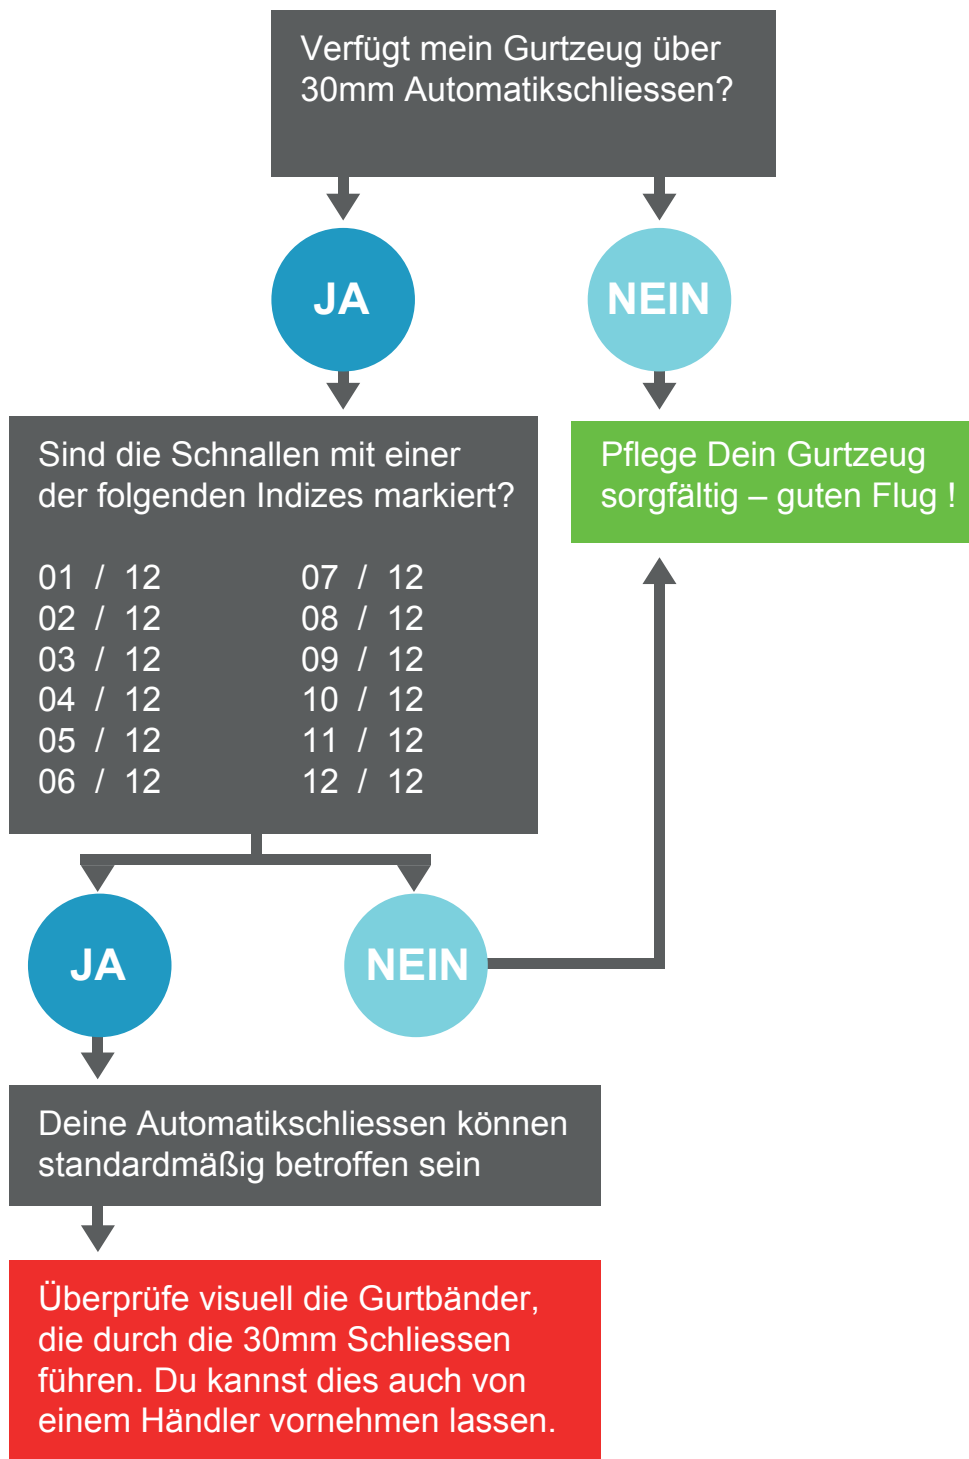 Verfügt mein Gurtzeug über
30mm Automatikschliessen?
JA
NEIN
Sind die Schnallen mit einer
der folgenden Indizes markiert?
01 / 12 07 / 12
02 / 12 08 / 12
03 / 12 09 / 12
04 / 12 10 / 12
05 / 12 11 / 12
06 / 12 12 / 12
Pflege Dein Gurtzeug
sorgfältig – guten Flug !
JA
NEIN
Deine Automatikschliessen können
standardmäßig betroffen sein
Überprüfe visuell die Gurtbänder,
die durch die 30mm Schliessen
führen. Du kannst dies auch von
einem Händler vornehmen lassen.